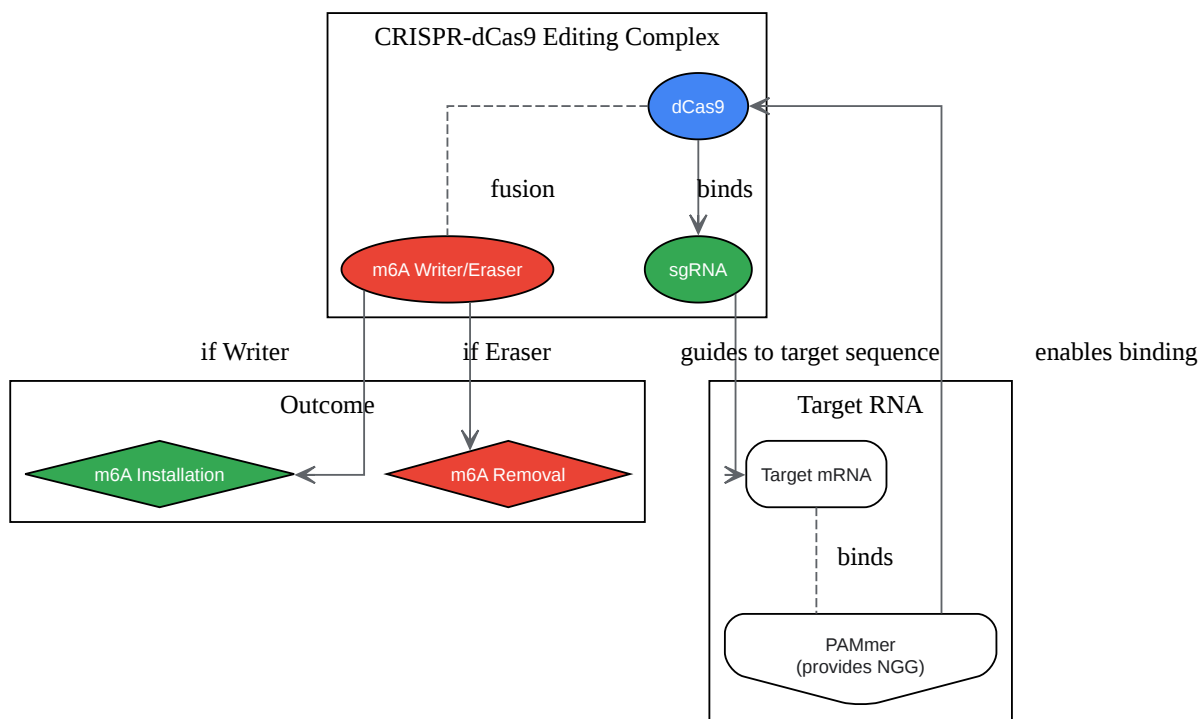 CRISPR-dCas9 Editing Complex
dCas9
fusion
binds
m6A Writer/Eraser
sgRNA
if Writer
if Eraser
guides to target sequence
enables binding
Outcome
Target RNA
m6A Installation
m6A Removal
Target mRNA
binds
PAMmer
(provides NGG)